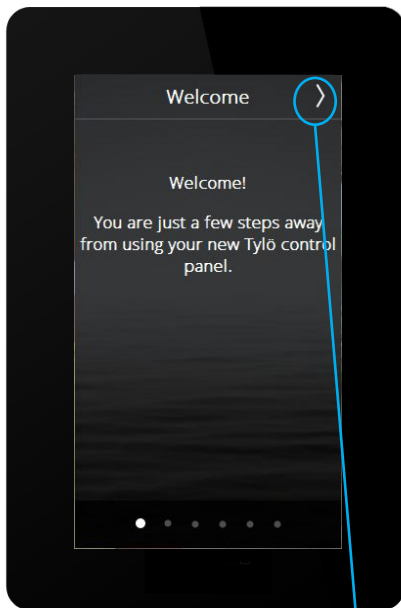 Welcome
Welcome!
You are just a few steps away
from using your new Tylö control
panel.